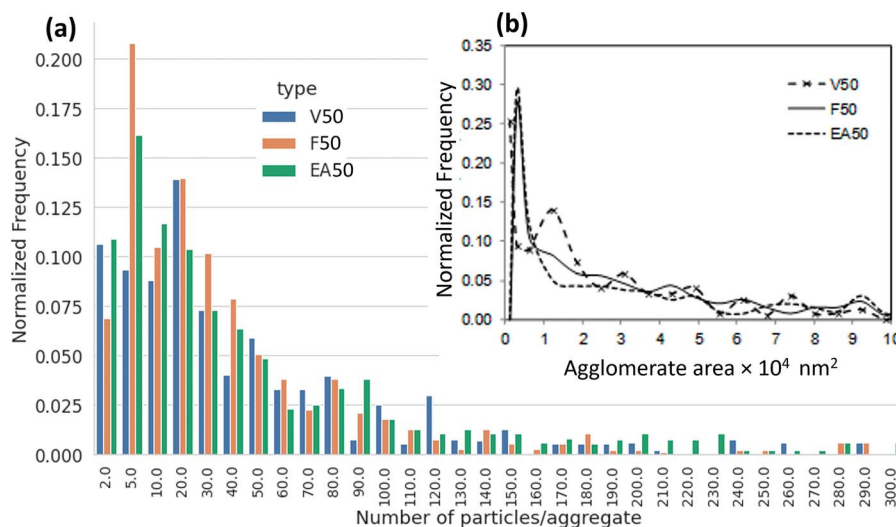 (a)
0.200
0.175
0.150
0.125
0.100
0.075
0.050
0.025
0.000
Normalized Frequency
type
V50
F50
EA50
2.0 5.0 10.0 20.0 30.0 40.0 50.0 60.0 70.0 80.0 90.0 100.0 110.0 120.0 130.0 140.0 150.0 160.0 170.0 180.0 190.0 200.0 210.0 220.0 230.0 240.0 250.0 260.0 270.0 280.0 290.0 300.0
Number of particles/aggregate
(b)
0.35
0.30
0.25
0.20
0.15
0.10
0.05
0.00
Normalized Frequency
V50
F50
EA50
0 1 2 3 4 5 6 7 8 9 10
Agglomerate area × 10⁴ nm²